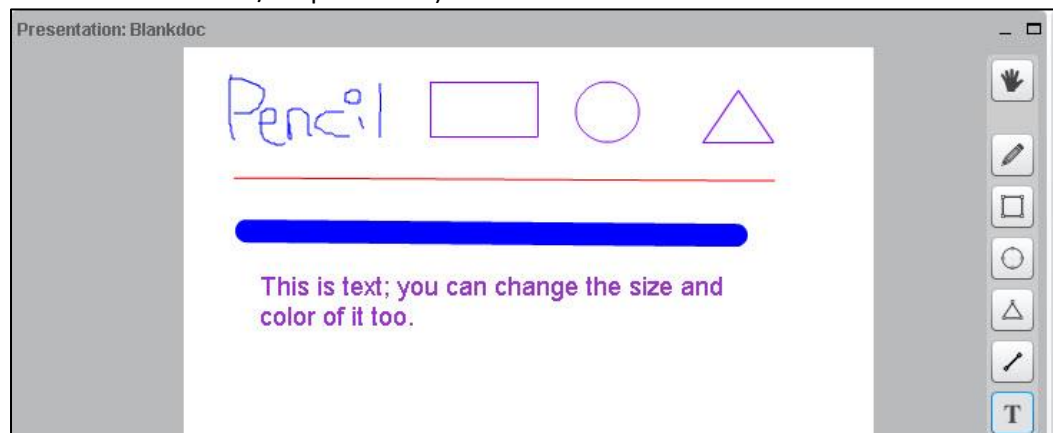 Presentation: Blankdoc
Pencil
This is text; you can change the size and
color of it too.
T